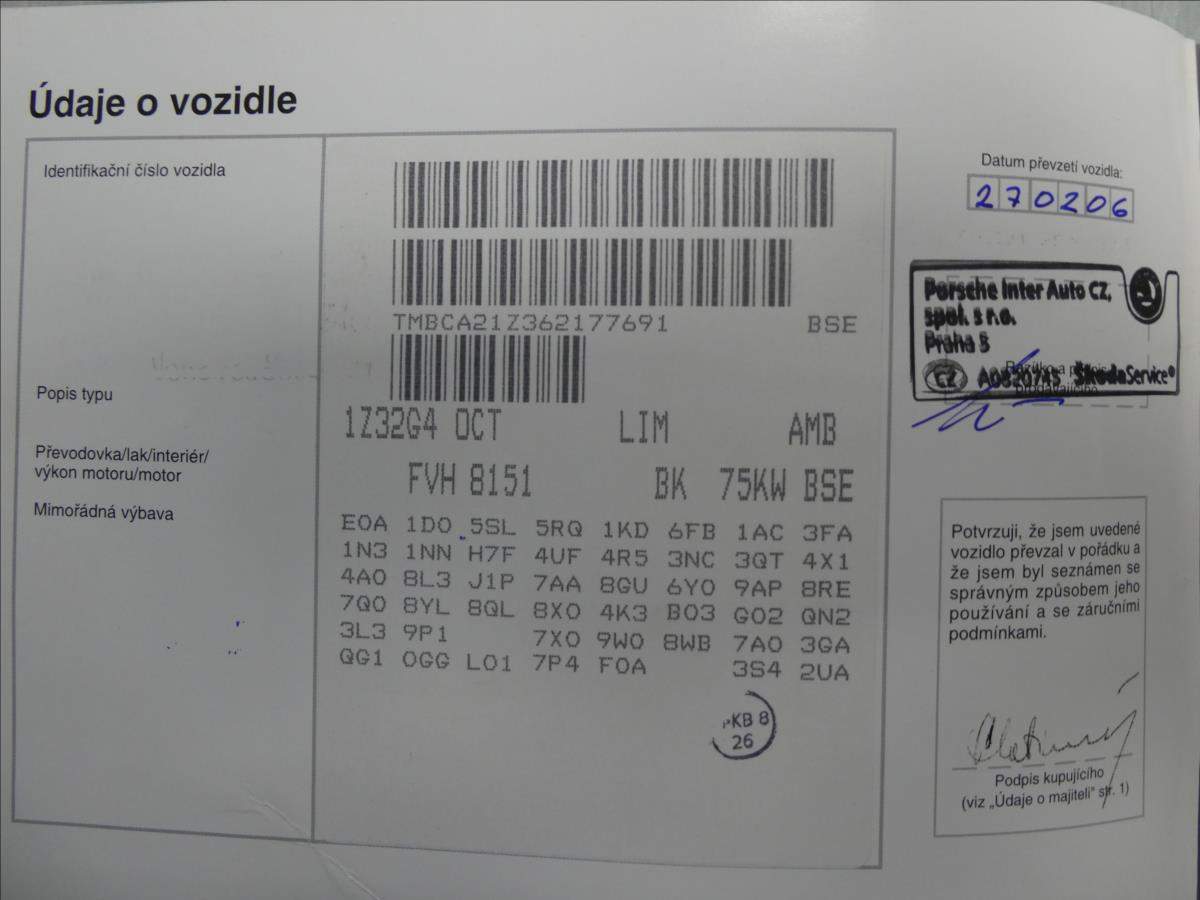 Údaje o vozidle
Identifikační číslo vozidla
TMBCA21Z362177691 BSE
Popis typu
1Z32G4 OCT LIM AMB
Převodovka/lak/interiér/
výkon motoru/motor
FVH 8151 BK 75KW BSE
Mimořádná výbava
E0A 1D0 5SL 5RQ 1KD 6FB 1AC 3FA
1N3 1NN H7F 4UF 4R5 3NC 3QT 4X1
4A0 8L3 J1P 7AA 8GU 6Y0 9AP 8RE
7Q0 8YL 8QL 8X0 4K3 B03 G02 QN2
3L3 9P1 7X0 9W0 8WB 7A0 3GA
QG1 0GG L01 7P4 F0A 3S4 2UA
KB 8
26
Datum převzetí vozidla:
270206
Porsche Inter Auto CZ,
spol. s r.o.
Praha 5
CZ ŠkodaService®
prodávajícího
Potvrzuji, že jsem uvedené
vozidlo převzal v pořádku a
že jsem byl seznámen se
správným způsobem jeho
používání a se záručními
podmínkami.
Podpis kupujícího
(viz „Údaje o majiteli" str. 1)